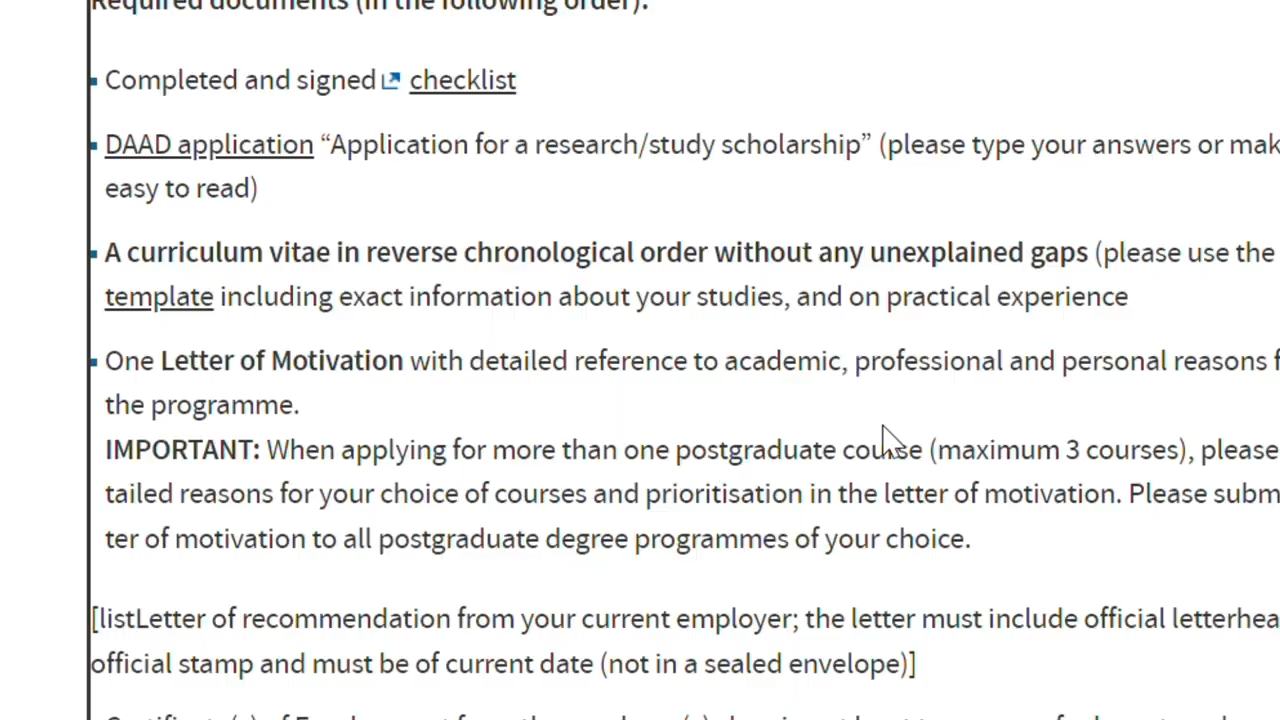 Required documents (in the following order):
Completed and signed checklist
DAAD application “Application for a research/study scholarship” (please type your answers or mak
easy to read)
A curriculum vitae in reverse chronological order without any unexplained gaps (please use the
template including exact information about your studies, and on practical experience
One Letter of Motivation with detailed reference to academic, professional and personal reasons f
the programme.
IMPORTANT: When applying for more than one postgraduate course (maximum 3 courses), please
tailed reasons for your choice of courses and prioritisation in the letter of motivation. Please subm
ter of motivation to all postgraduate degree programmes of your choice.
[listLetter of recommendation from your current employer; the letter must include official letterhea
official stamp and must be of current date (not in a sealed envelope)]